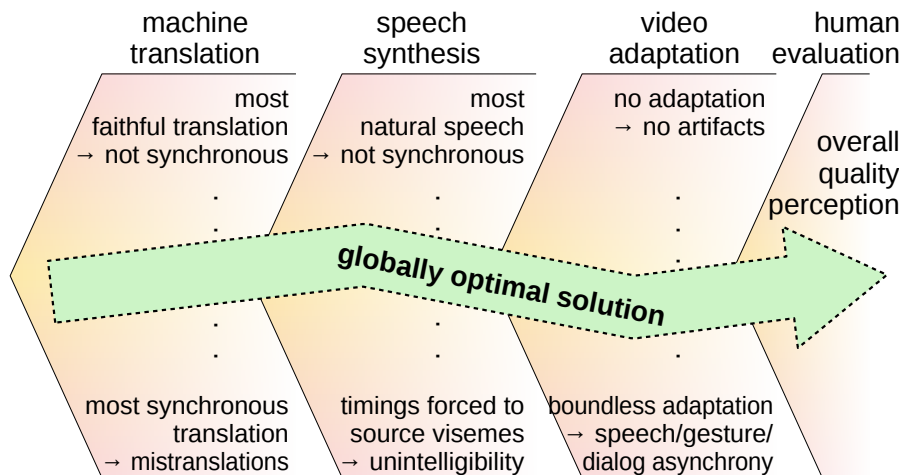 machine
translation
speech
synthesis
video
adaptation
human
evaluation
most
faithful translation
→ not synchronous
most
natural speech
→ not synchronous
no adaptation
→ no artifacts
overall
quality
perception
globally optimal solution
most synchronous
translation
→ mistranslations
timings forced to
source visemes
→ unintelligibility
boundless adaptation
→ speech/gesture/
dialog asynchrony